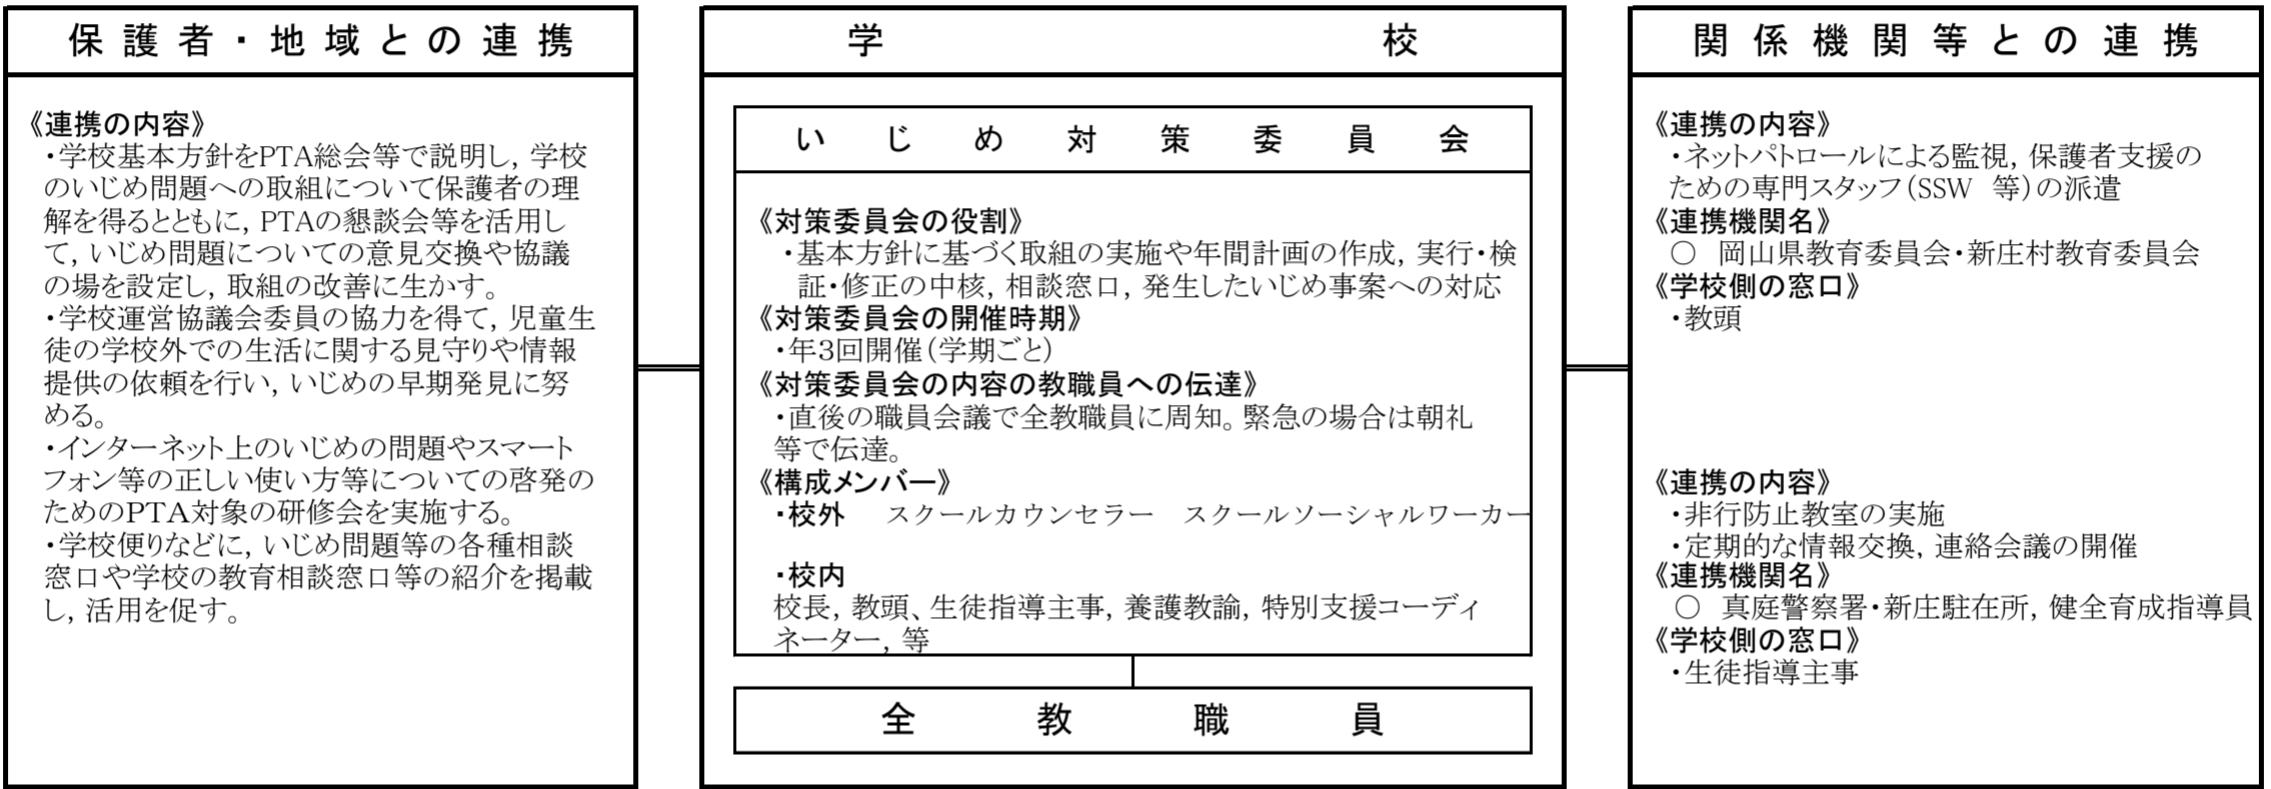 保護者・地域との連携
《連携の内容》
・学校基本方針をPTA総会等で説明し，学校
のいじめ問題への取組について保護者の理
解を得るとともに，PTAの懇談会等を活用し
て，いじめ問題についての意見交換や協議
の場を設定し，取組の改善に生かす。
・学校運営協議会委員の協力を得て，児童生
徒の学校外での生活に関する見守りや情報
提供の依頼を行い，いじめの早期発見に努
める。
・インターネット上のいじめの問題やスマート
フォン等の正しい使い方等についての啓発の
ためのPTA対象の研修会を実施する。
・学校便りなどに，いじめ問題等の各種相談
窓口や学校の教育相談窓口等の紹介を掲載
し，活用を促す。
学校
いじめ対策委員会
《対策委員会の役割》
・基本方針に基づく取組の実施や年間計画の作成，実行・検
証・修正の中核，相談窓口，発生したいじめ事案への対応
《対策委員会の開催時期》
・年３回開催（学期ごと）
《対策委員会の内容の教職員への伝達》
・直後の職員会議で全教職員に周知。緊急の場合は朝礼
等で伝達。
《構成メンバー》
・校外　スクールカウンセラー　スクールソーシャルワーカー
・校内
校長，教頭、生徒指導主事，養護教諭，特別支援コーディ
ネーター，等
全教職員
関係機関等との連携
《連携の内容》
・ネットパトロールによる監視，保護者支援の
ための専門スタッフ（SSW　等）の派遣
《連携機関名》
○　岡山県教育委員会・新庄村教育委員会
《学校側の窓口》
・教頭
《連携の内容》
・非行防止教室の実施
・定期的な情報交換，連絡会議の開催
《連携機関名》
○　真庭警察署・新庄駐在所，健全育成指導員
《学校側の窓口》
・生徒指導主事